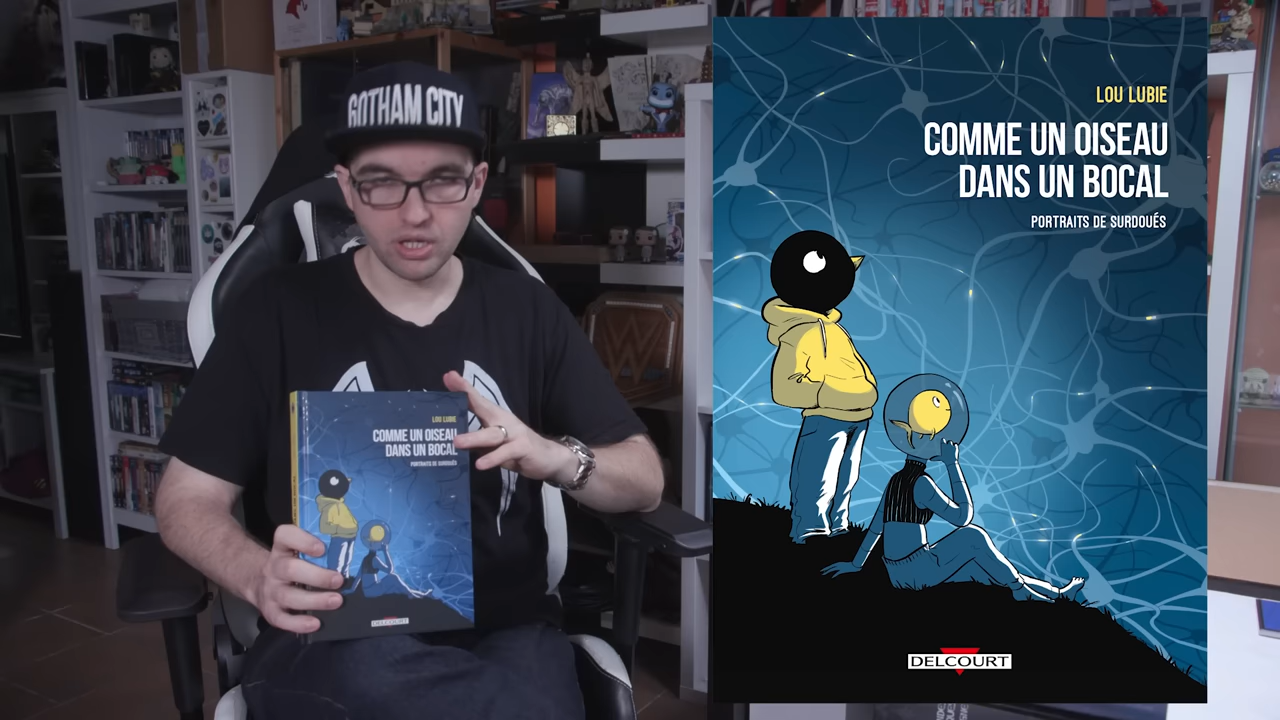 GOTHAM CITY
LOU LUBIE
COMME UN OISEAU
DANS UN BOCAL
PORTRAITS DE SURDOUÉS
DELCOURT
LOU LUBIE
COMME UN OISEAU
DANS UN BOCAL
PORTRAITS DE SURDOUÉS
DELCOURT